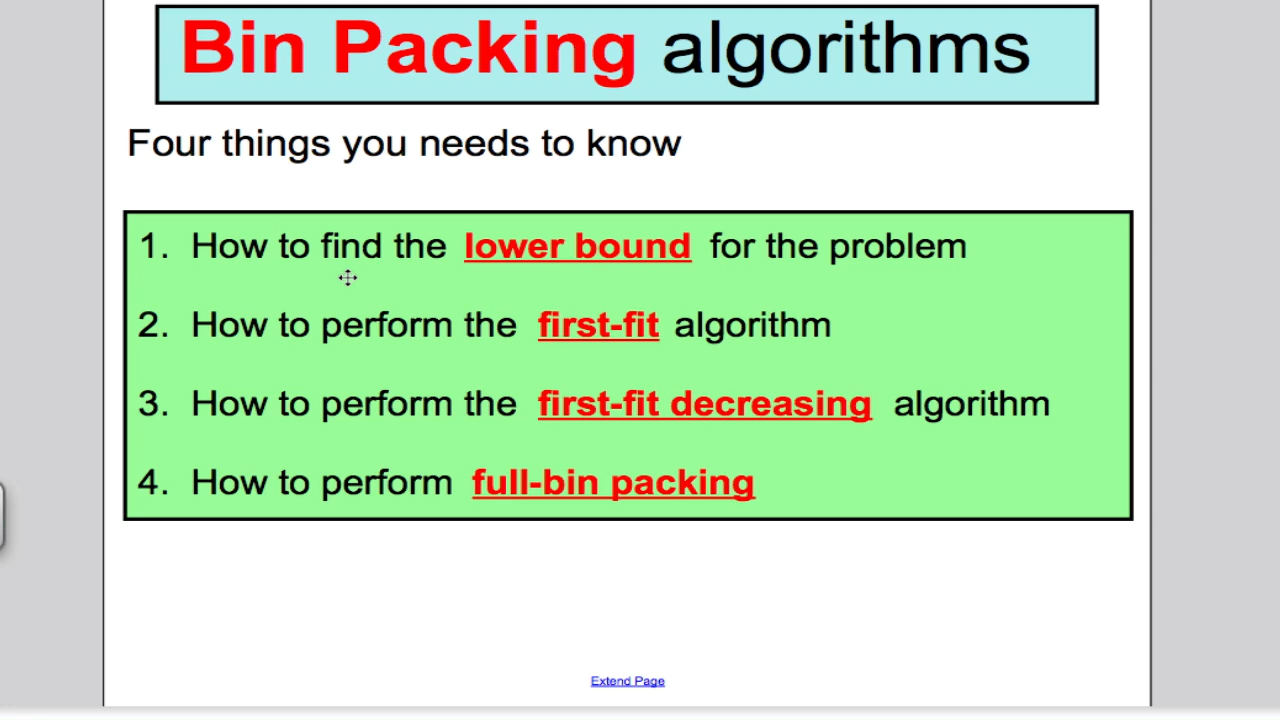 Bin Packing algorithms
Four things you needs to know
1. How to find the lower bound for the problem
2. How to perform the first-fit algorithm
3. How to perform the first-fit decreasing algorithm
4. How to perform full-bin packing
Extend Page